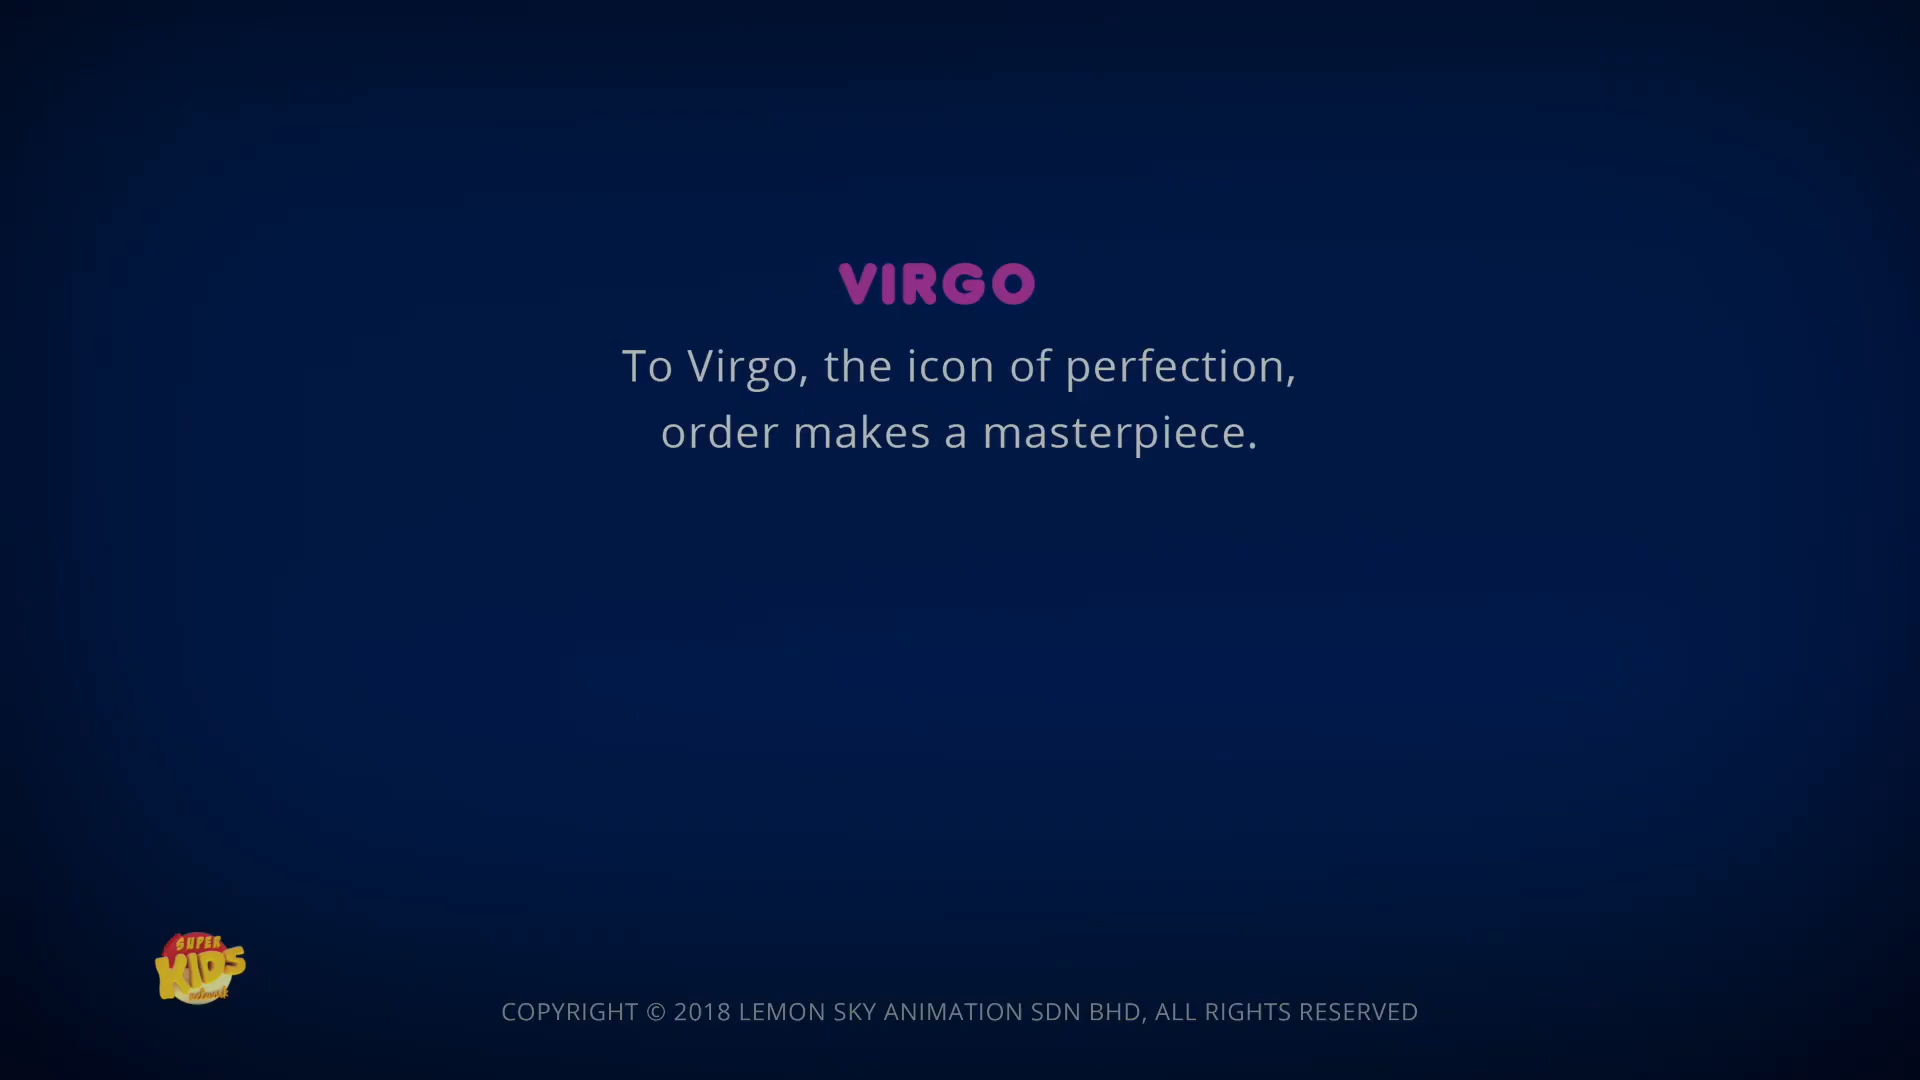 VIRGO
To Virgo, the icon of perfection,
order makes a masterpiece.
SUPER
KIDS
network
COPYRIGHT © 2018 LEMON SKY ANIMATION SDN BHD, ALL RIGHTS RESERVED